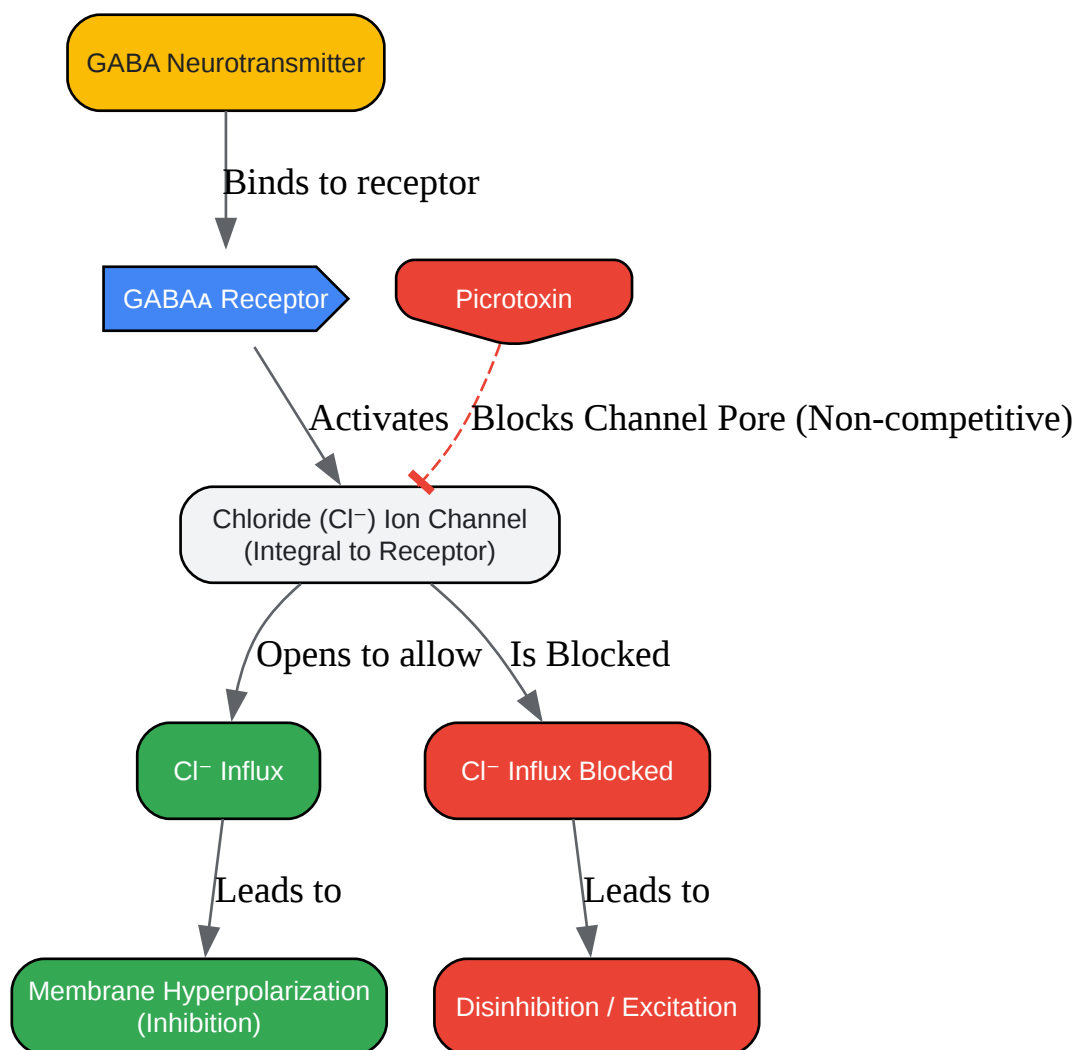 GABA Neurotransmitter
Binds to receptor
GABAᴀ Receptor
Picrotoxin
Activates
Blocks Channel Pore (Non-competitive)
Chloride (Cl⁻) Ion Channel
(Integral to Receptor)
Opens to allow
Is Blocked
Cl⁻ Influx
Cl⁻ Influx Blocked
Leads to
Leads to
Membrane Hyperpolarization
(Inhibition)
Disinhibition / Excitation